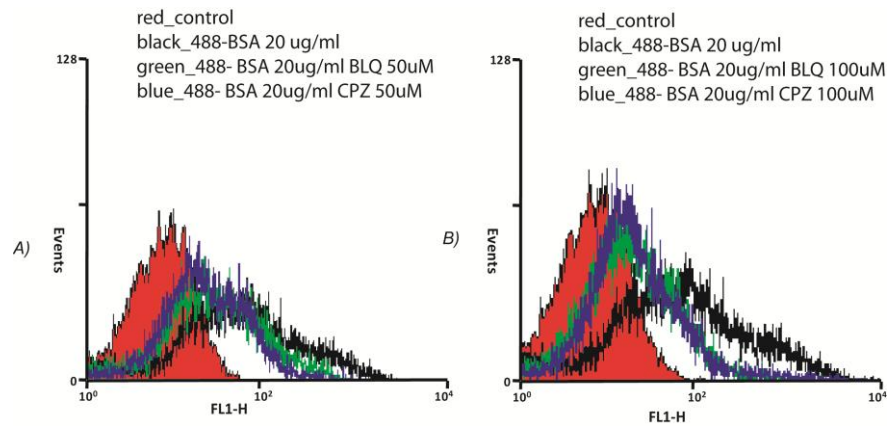 red_control
black_488-BSA 20 ug/ml
green_488- BSA 20ug/ml BLQ 50uM
blue_488- BSA 20ug/ml CPZ 50uM
128
Events
A)
0
10⁰
10²
10⁴
FL1-H
red_control
black_488-BSA 20 ug/ml
green_488- BSA 20ug/ml BLQ 100uM
blue_488- BSA 20ug/ml CPZ 100uM
128
Events
B)
0
10⁰
10²
10⁴
FL1-H